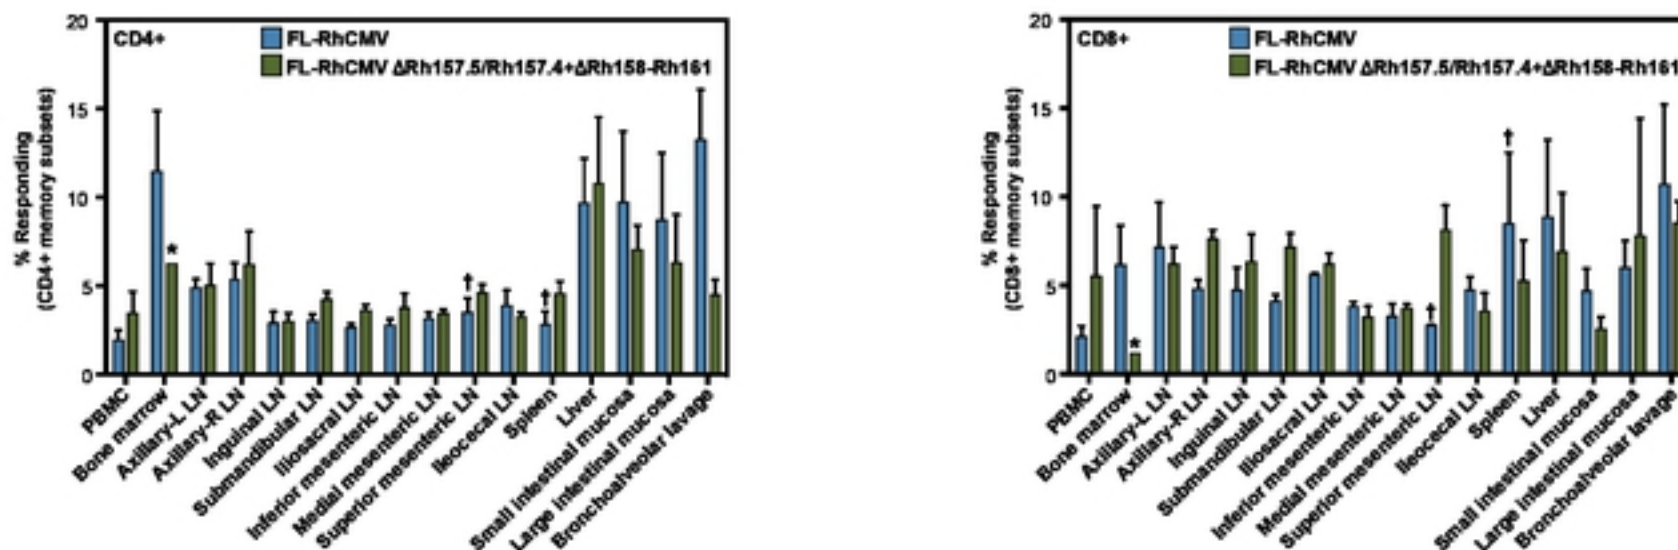 CD4+
FL-RhCMV
FL-RhCMV ΔRh157.5/Rh157.4+ΔRh158-Rh161
% Responding
(CD4+ memory subsets)
20
15
10
5
0
*
†
†
PBMC
Bone marrow
Axillary-L LN
Axillary-R LN
Inguinal LN
Submandibular LN
Iliosacral LN
Inferior mesenteric LN
Medial mesenteric LN
Superior mesenteric LN
Ileocecal LN
Spleen
Liver
Small intestinal mucosa
Large intestinal mucosa
Bronchoalveolar lavage
CD8+
FL-RhCMV
FL-RhCMV ΔRh157.5/Rh157.4+ΔRh158-Rh161
% Responding
(CD8+ memory subsets)
20
15
10
5
0
*
†
†
PBMC
Bone marrow
Axillary-L LN
Axillary-R LN
Inguinal LN
Submandibular LN
Iliosacral LN
Inferior mesenteric LN
Medial mesenteric LN
Superior mesenteric LN
Ileocecal LN
Spleen
Liver
Small intestinal mucosa
Large intestinal mucosa
Bronchoalveolar lavage